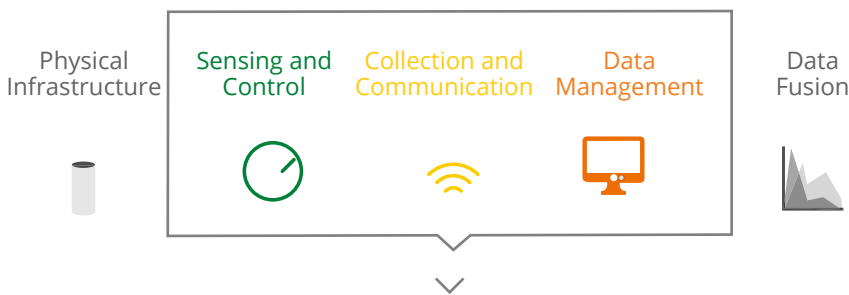 Physical
Infrastructure
Sensing and
Control
Collection and
Communication
Data
Management
Data
Fusion